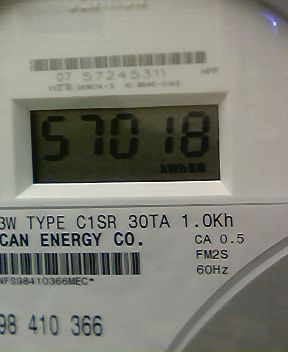 07 57245311
57018
kWh
3W TYPE C1SR 30TA 1.0Kh
CAN ENERGY CO.
CA 0.5
FM2S
60Hz
NFS98410366MEC*
98 410 366